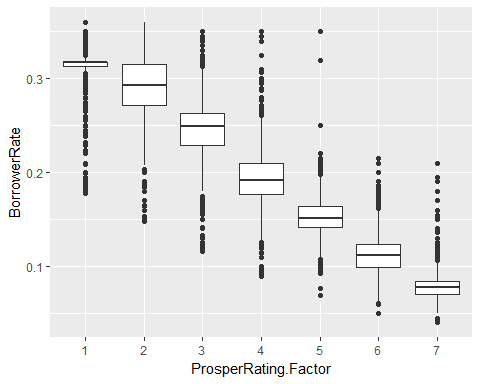 BorrowerRate
0.3
0.2
0.1
1 2 3 4 5 6 7
ProsperRating.Factor